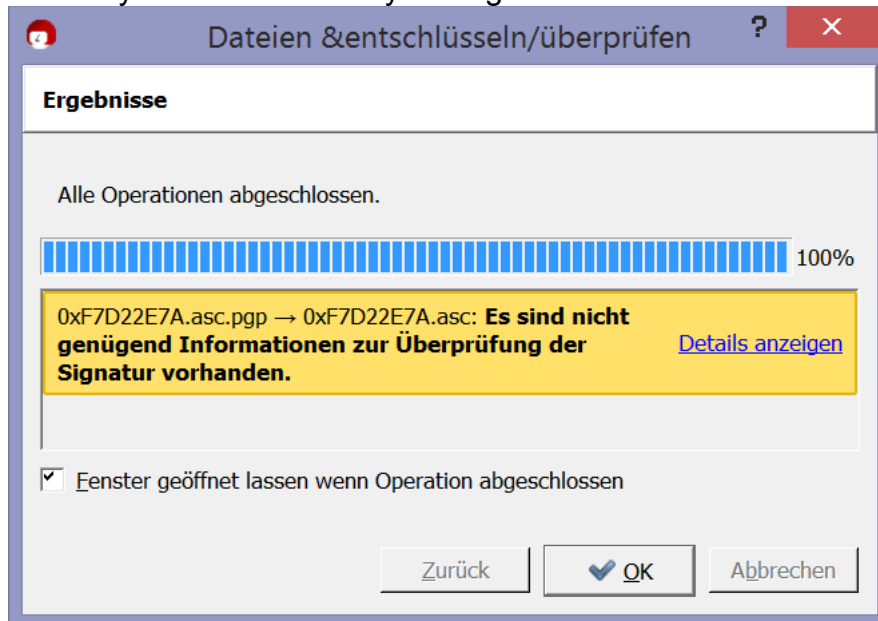 Dateien &entschlüsseln/überprüfen ?
Ergebnisse
Alle Operationen abgeschlossen.
100%
0xF7D22E7A.asc.pgp → 0xF7D22E7A.asc: Es sind nicht
genügend Informationen zur Überprüfung der
Signatur vorhanden.
Details anzeigen
Fenster geöffnet lassen wenn Operation abgeschlossen
Zurück
OK
Abbrechen